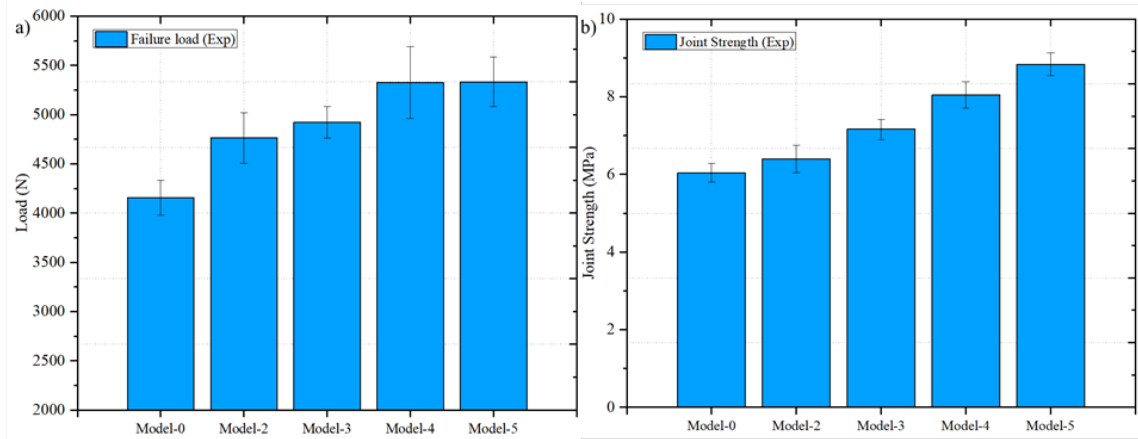 a)
Failure load (Exp)
Load (N)
6000
5500
5000
4500
4000
3500
3000
2500
2000
Model-0 Model-2 Model-3 Model-4 Model-5
b)
Joint Strength (Exp)
Joint Strength (MPa)
10
8
6
4
2
0
Model-0 Model-2 Model-3 Model-4 Model-5